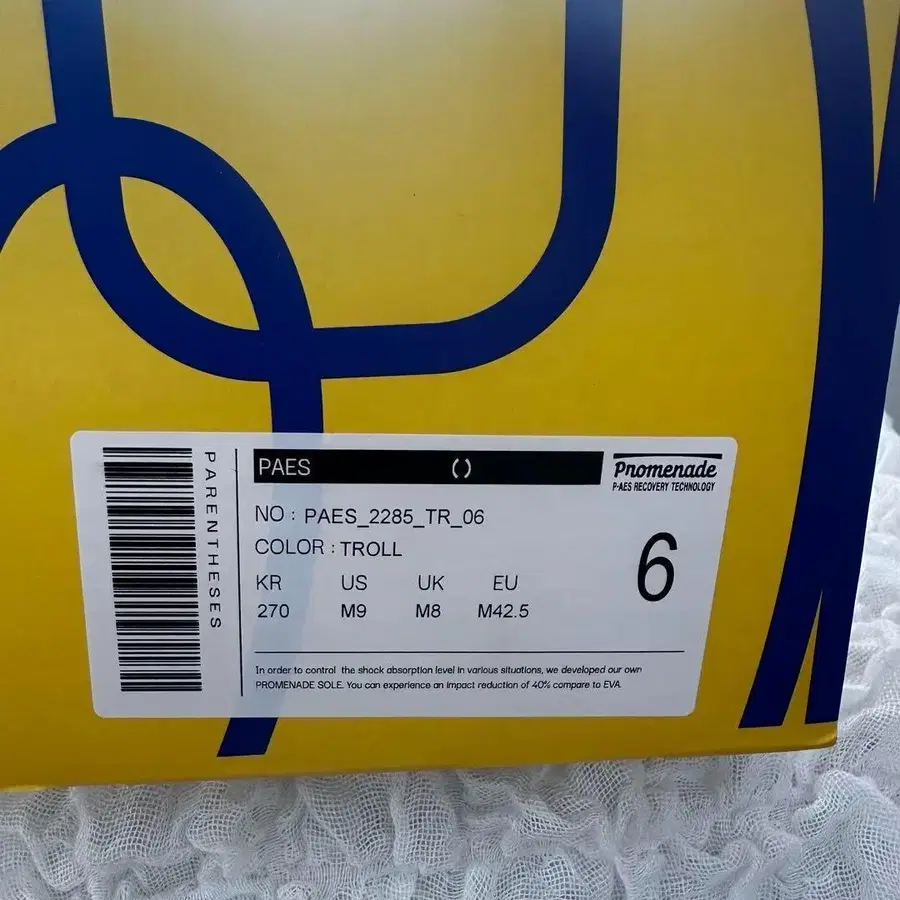 PARENTHESES
PAES ()
Promenade
P-AES RECOVERY TECHNOLOGY
NO : PAES_2285_TR_06
COLOR : TROLL
KR US UK EU
270 M9 M8 M42.5
6
In order to control the shock absorption level in various situations, we developed our own
PROMENADE SOLE. You can experience an impact reduction of 40% compare to EVA.